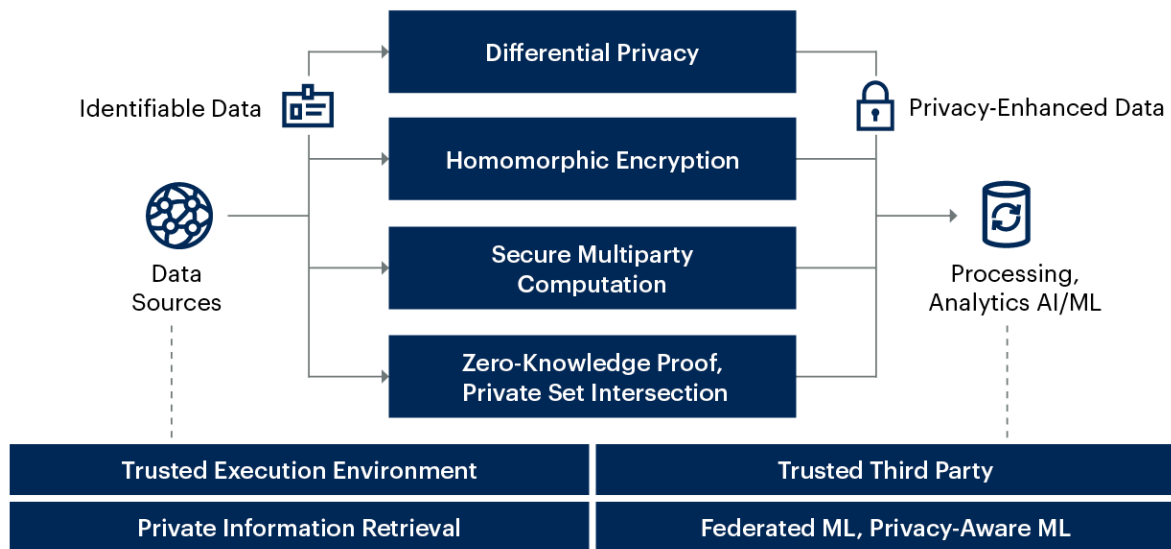 Differential Privacy
Identifiable Data
Privacy-Enhanced Data
Homomorphic Encryption
Data
Sources
Secure Multiparty
Computation
Processing,
Analytics AI/ML
Zero-Knowledge Proof,
Private Set Intersection
Trusted Execution Environment
Trusted Third Party
Private Information Retrieval
Federated ML, Privacy-Aware ML